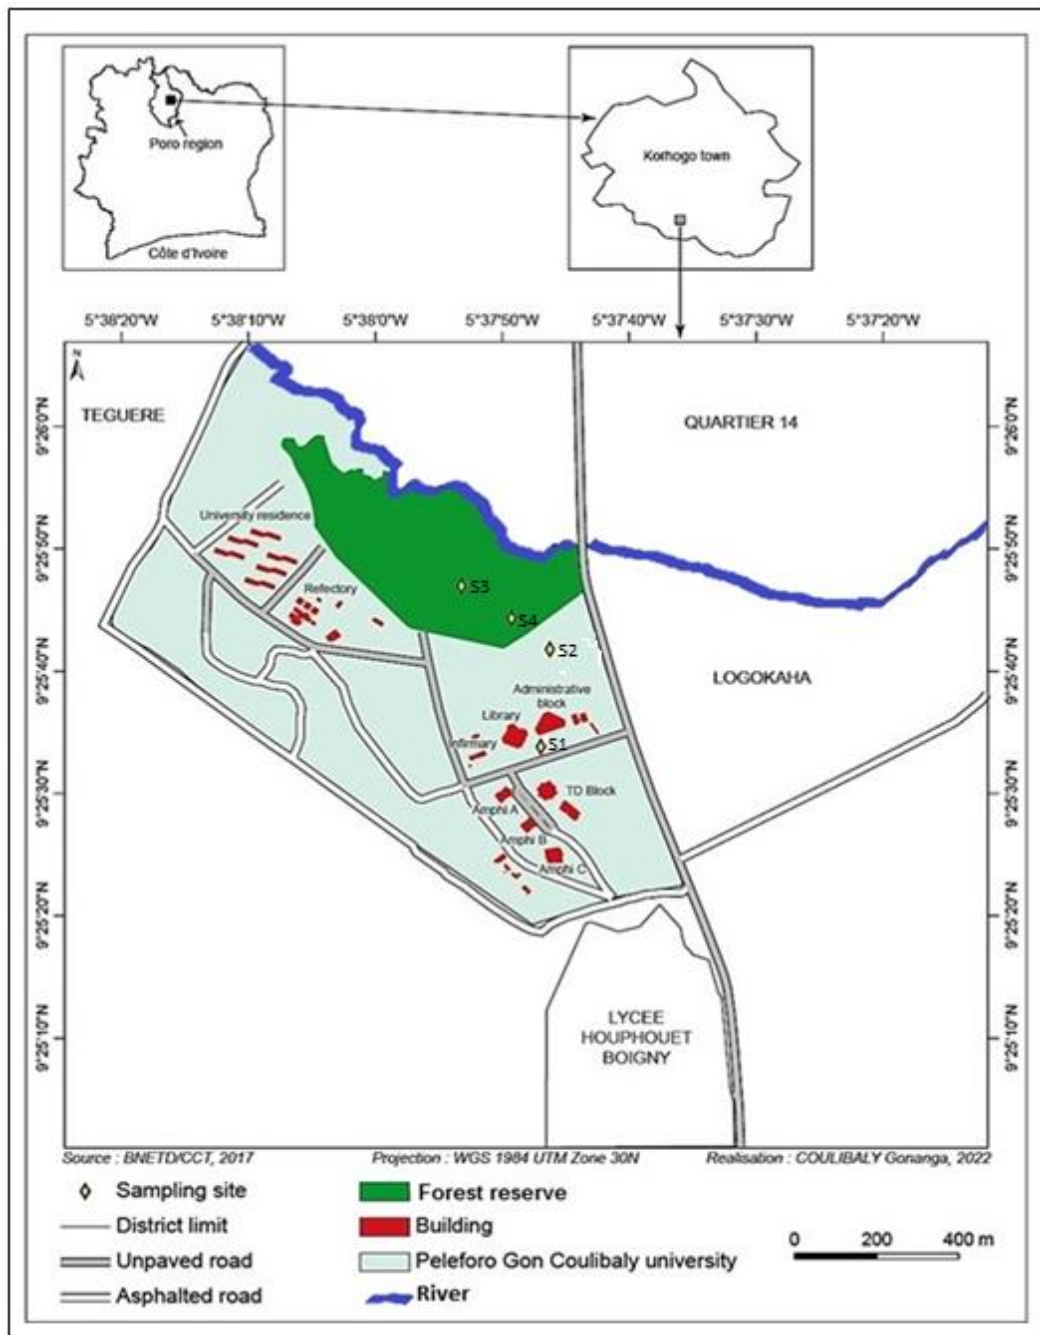 Poro region
Côte d'Ivoire
Korhogo town
5°38'20"W 5°38'10"W 5°38'0"W 5°37'50"W 5°37'40"W 5°37'30"W 5°37'20"W
N
TEGUERE
QUARTIER 14
9°26'0"N
9°26'0"N
University residence
9°25'50"N
9°25'50"N
Refectory
S3
S4
S2
9°25'40"N
9°25'40"N
LOGOKAHA
Administrative
block
Library
Infirmary
S1
9°25'30"N
9°25'30"N
TD Block
Amphi A
Amphi B
Amphi C
9°25'20"N
9°25'20"N
LYCEE
HOUPHOUET
BOIGNY
9°25'10"N
9°25'10"N
Source : BNETD/CCT, 2017 Projection : WGS 1984 UTM Zone 30N Realisation : COULIBALY Gonanga, 2022
Sampling site
District limit
Unpaved road
Asphalted road
Forest reserve
Building
Peleforo Gon Coulibaly university
River
0 200 400 m